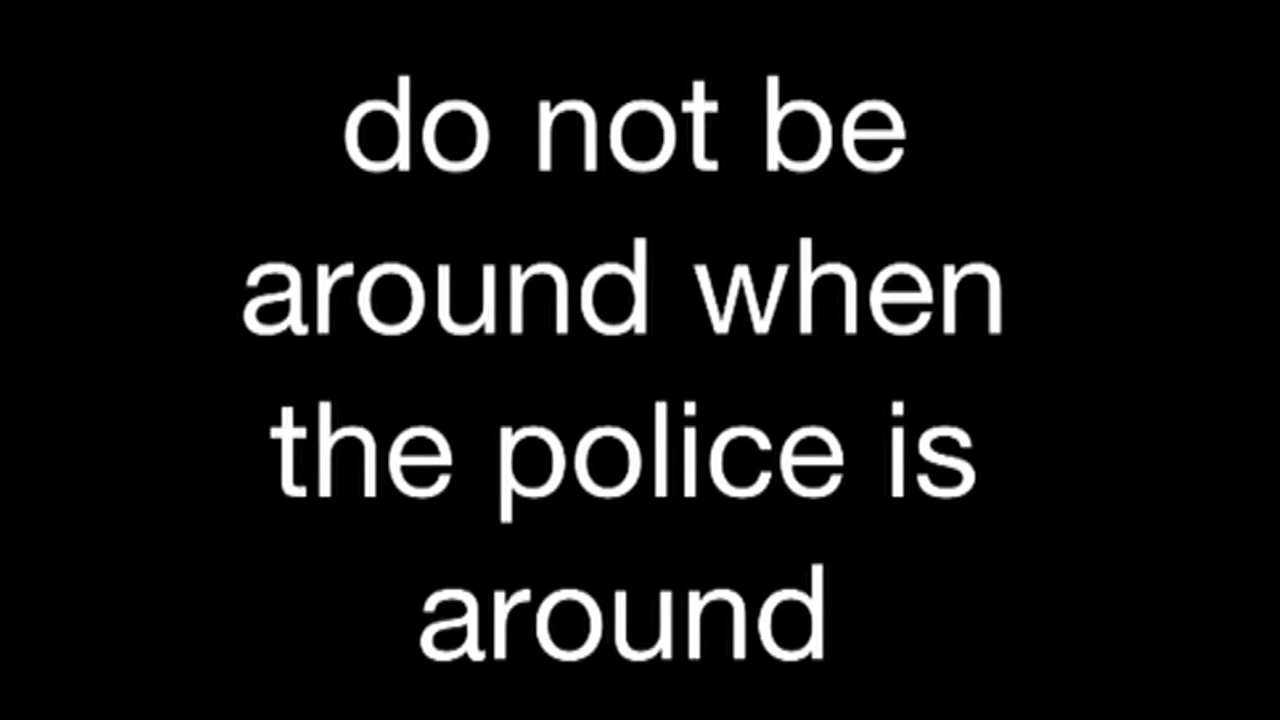 do not be
around when
the police is
around